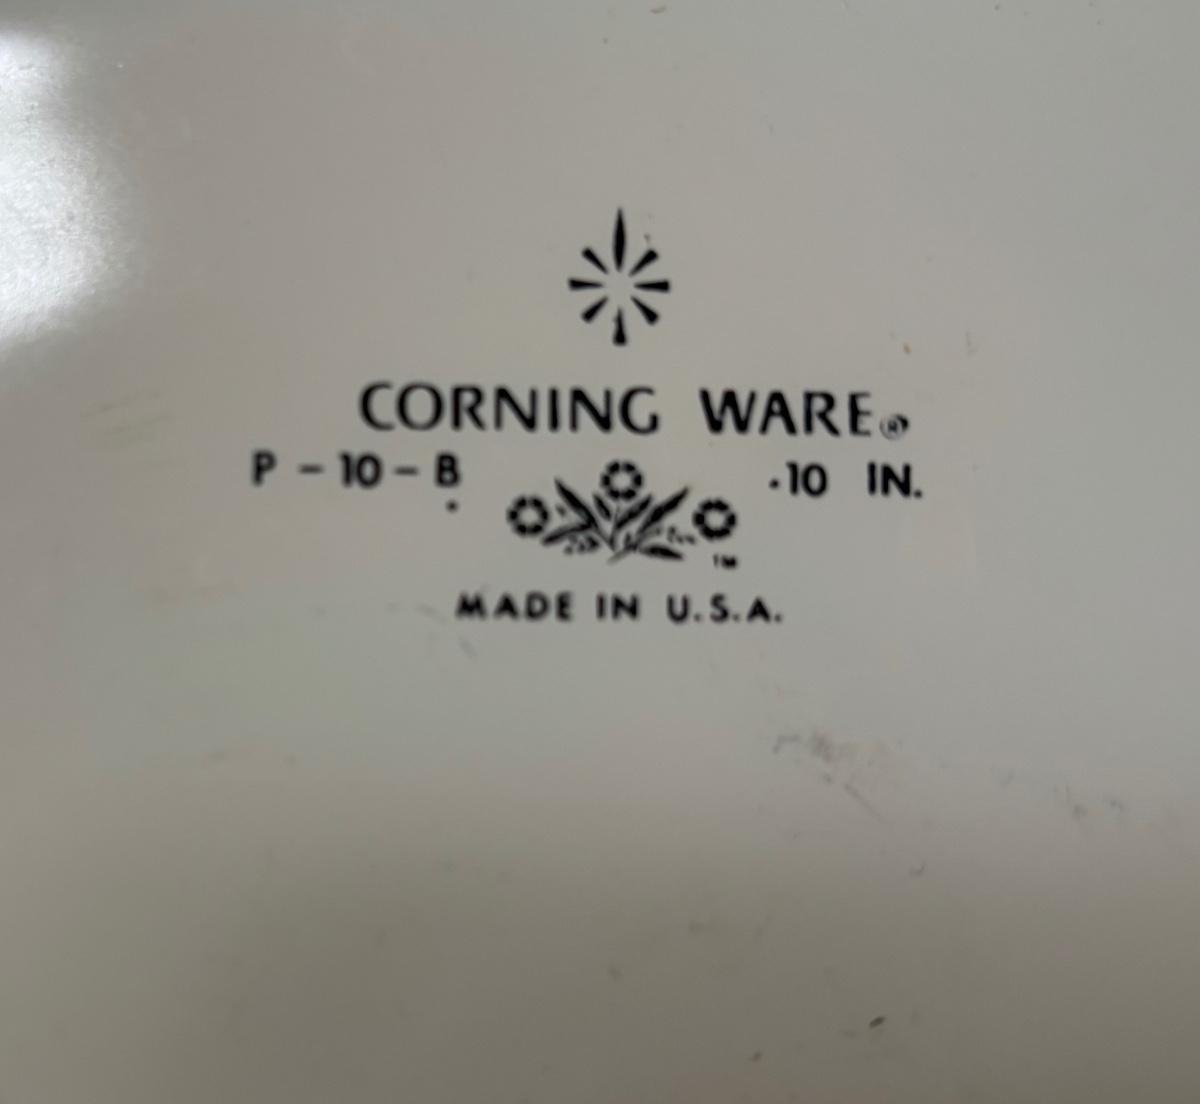 CORNING WARE®
P - 10 - B .10 IN.
TM
MADE IN U.S.A.